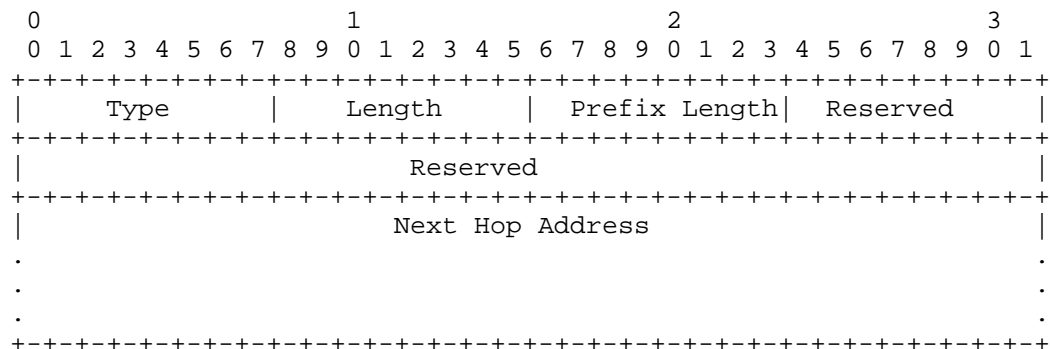 0                   1                   2                   3
 0 1 2 3 4 5 6 7 8 9 0 1 2 3 4 5 6 7 8 9 0 1 2 3 4 5 6 7 8 9 0 1
+-+-+-+-+-+-+-+-+-+-+-+-+-+-+-+-+-+-+-+-+-+-+-+-+-+-+-+-+-+-+-+-+
|     Type      |    Length     |  Prefix Length|  Reserved     |
+-+-+-+-+-+-+-+-+-+-+-+-+-+-+-+-+-+-+-+-+-+-+-+-+-+-+-+-+-+-+-+-+
|                        Reserved                               |
+-+-+-+-+-+-+-+-+-+-+-+-+-+-+-+-+-+-+-+-+-+-+-+-+-+-+-+-+-+-+-+-+
|                       Next Hop Address                        |
.                                                               .
.                                                               .
.                                                               .
+-+-+-+-+-+-+-+-+-+-+-+-+-+-+-+-+-+-+-+-+-+-+-+-+-+-+-+-+-+-+-+-+